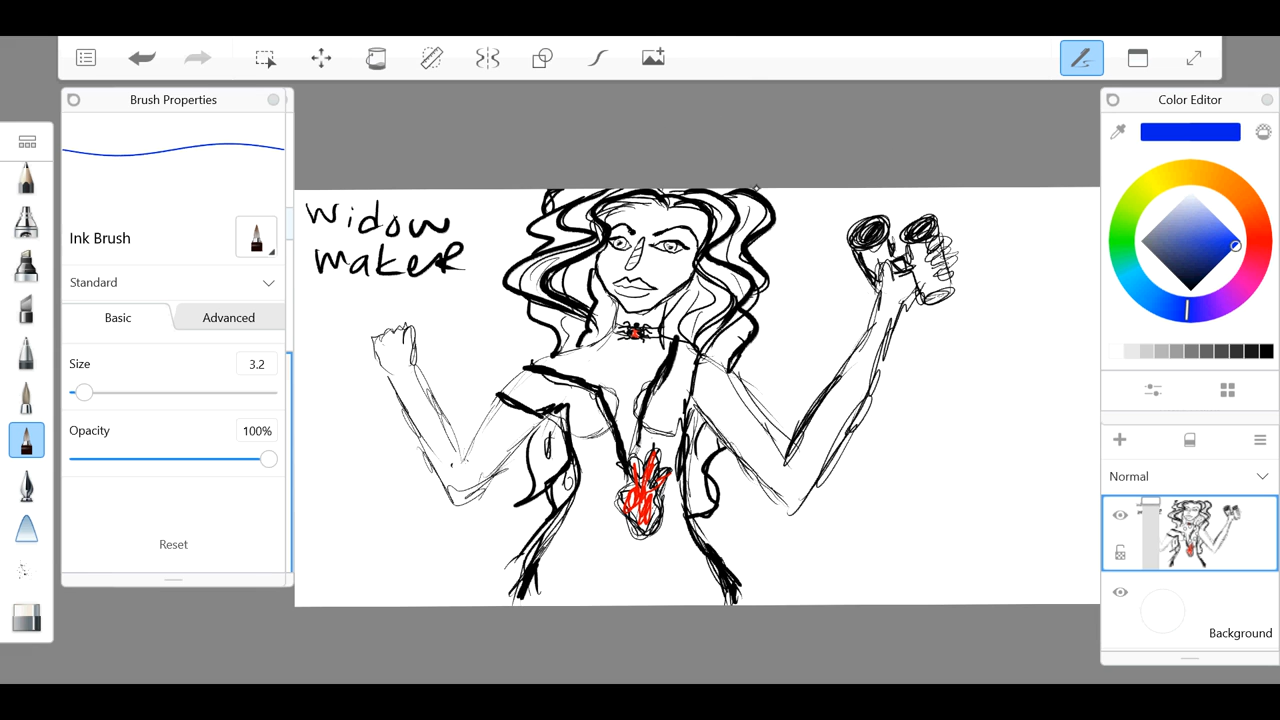 Brush Properties
Color Editor
widow
maker
Ink Brush
Standard
Basic
Advanced
Size
3.2
Opacity
100%
Reset
Normal
Background